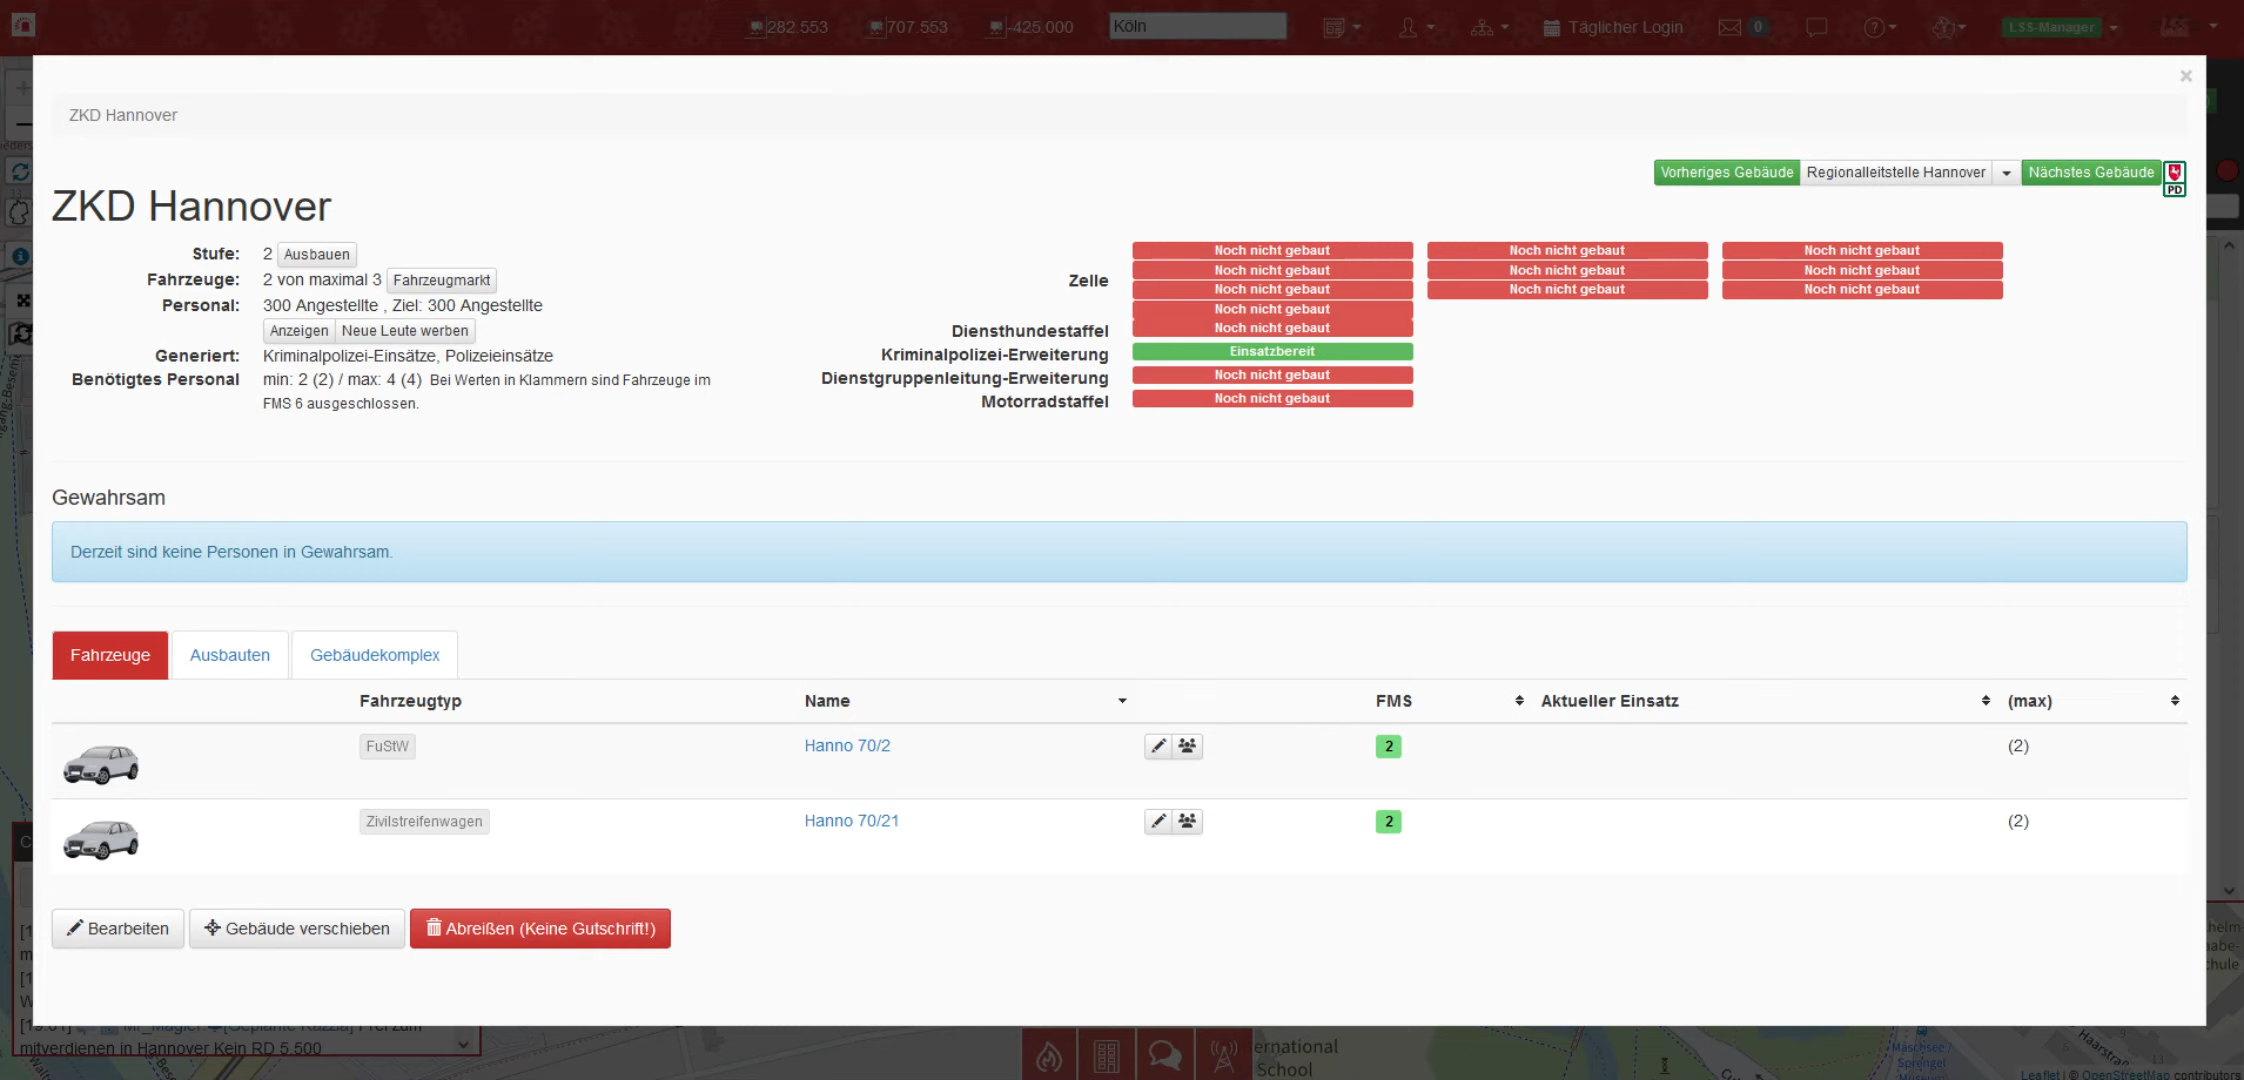 282.553
707.553
-425.000
Köln
Täglicher Login
0
LSS-Manager
×
ZKD Hannover
Vorheriges Gebäude
Regionalleitstelle Hannover
Nächstes Gebäude
PD
ZKD Hannover
Stufe: 2 Ausbauen
Fahrzeuge: 2 von maximal 3 Fahrzeugmarkt
Personal: 300 Angestellte , Ziel: 300 Angestellte
Anzeigen Neue Leute werben
Generiert: Kriminalpolizei-Einsätze, Polizeieinsätze
Benötigtes Personal min: 2 (2) / max: 4 (4) Bei Werten in Klammern sind Fahrzeuge im
FMS 6 ausgeschlossen.
Noch nicht gebaut Noch nicht gebaut Noch nicht gebaut
Zelle Noch nicht gebaut Noch nicht gebaut Noch nicht gebaut
Noch nicht gebaut Noch nicht gebaut Noch nicht gebaut
Noch nicht gebaut
Diensthundestaffel Noch nicht gebaut
Kriminalpolizei-Erweiterung Einsatzbereit
Dienstgruppenleitung-Erweiterung Noch nicht gebaut
Motorradstaffel Noch nicht gebaut
Gewahrsam
Derzeit sind keine Personen in Gewahrsam.
Fahrzeuge Ausbauten Gebäudekomplex
Fahrzeugtyp Name FMS Aktueller Einsatz (max)
FuStW Hanno 70/2 2 (2)
Zivilstreifenwagen Hanno 70/21 2 (2)
Bearbeiten Gebäude verschieben Abreißen (Keine Gutschrift!)
mitverdienen in Hannover Kein RD 5.500
ernational
School
Maschsee /
Sprengel
Museum
Haarstraß
13
Leaflet | © OpenStreetMap contributors